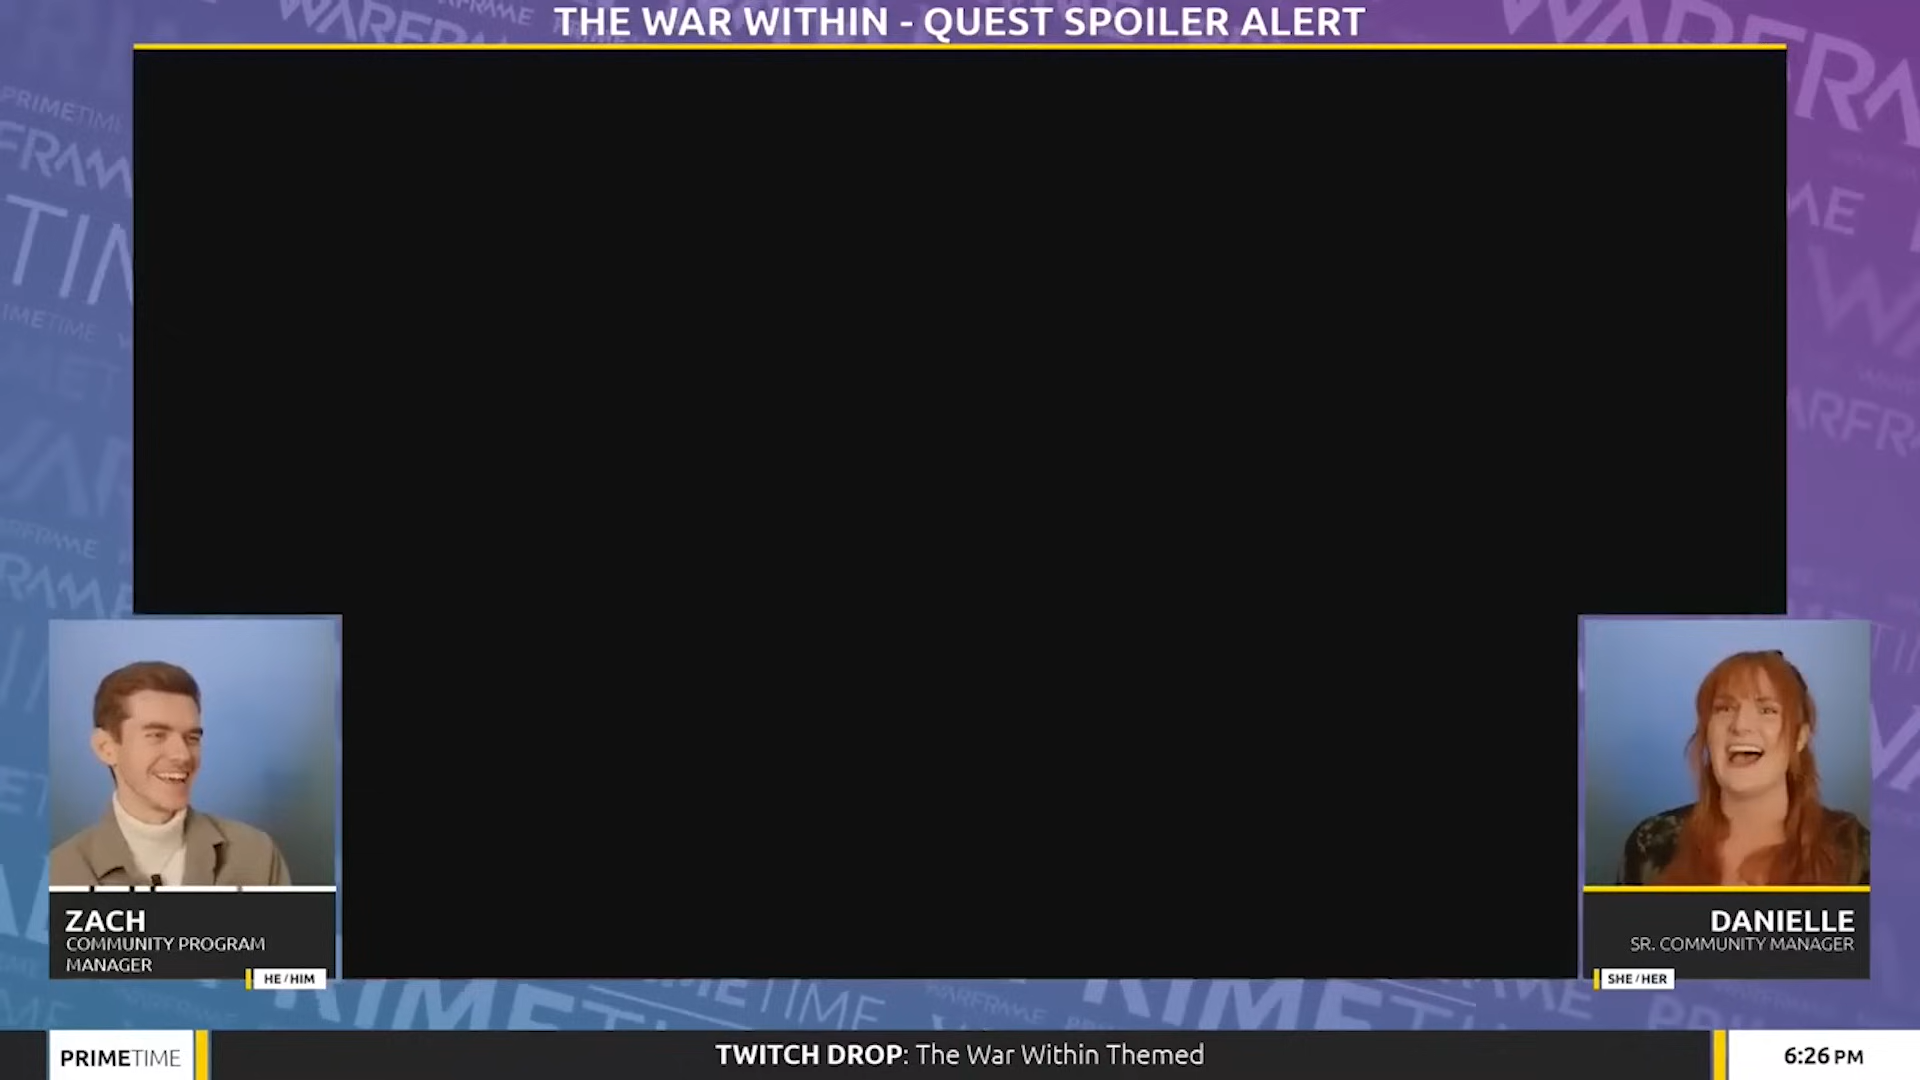 THE WAR WITHIN - QUEST SPOILER ALERT
ZACH
COMMUNITY PROGRAM
MANAGER
HE/HIM
DANIELLE
SR. COMMUNITY MANAGER
SHE/HER
PRIMETIME
TWITCH DROP: The War Within Themed
6:26 PM